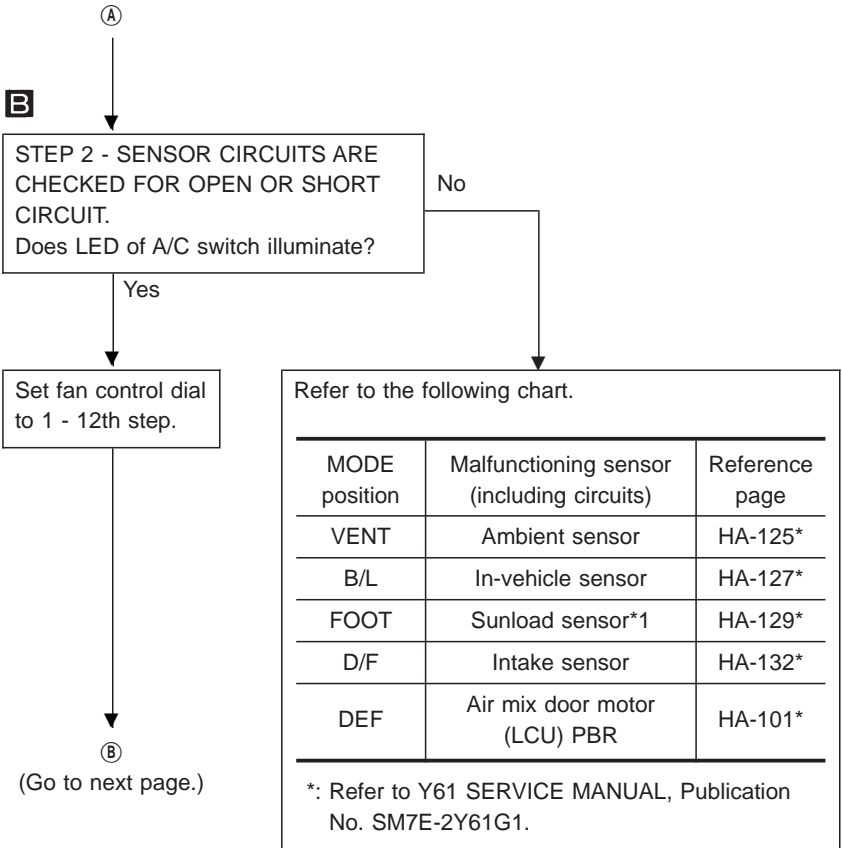 Ⓐ
B
STEP 2 - SENSOR CIRCUITS ARE
CHECKED FOR OPEN OR SHORT
CIRCUIT.
Does LED of A/C switch illuminate?
No
Yes
Set fan control dial
to 1 - 12th step.
Ⓑ
(Go to next page.)
Refer to the following chart.
MODE position | Malfunctioning sensor (including circuits) | Reference page
VENT | Ambient sensor | HA-125*
B/L | In-vehicle sensor | HA-127*
FOOT | Sunload sensor*1 | HA-129*
D/F | Intake sensor | HA-132*
DEF | Air mix door motor (LCU) PBR | HA-101*
*: Refer to Y61 SERVICE MANUAL, Publication
No. SM7E-2Y61G1.